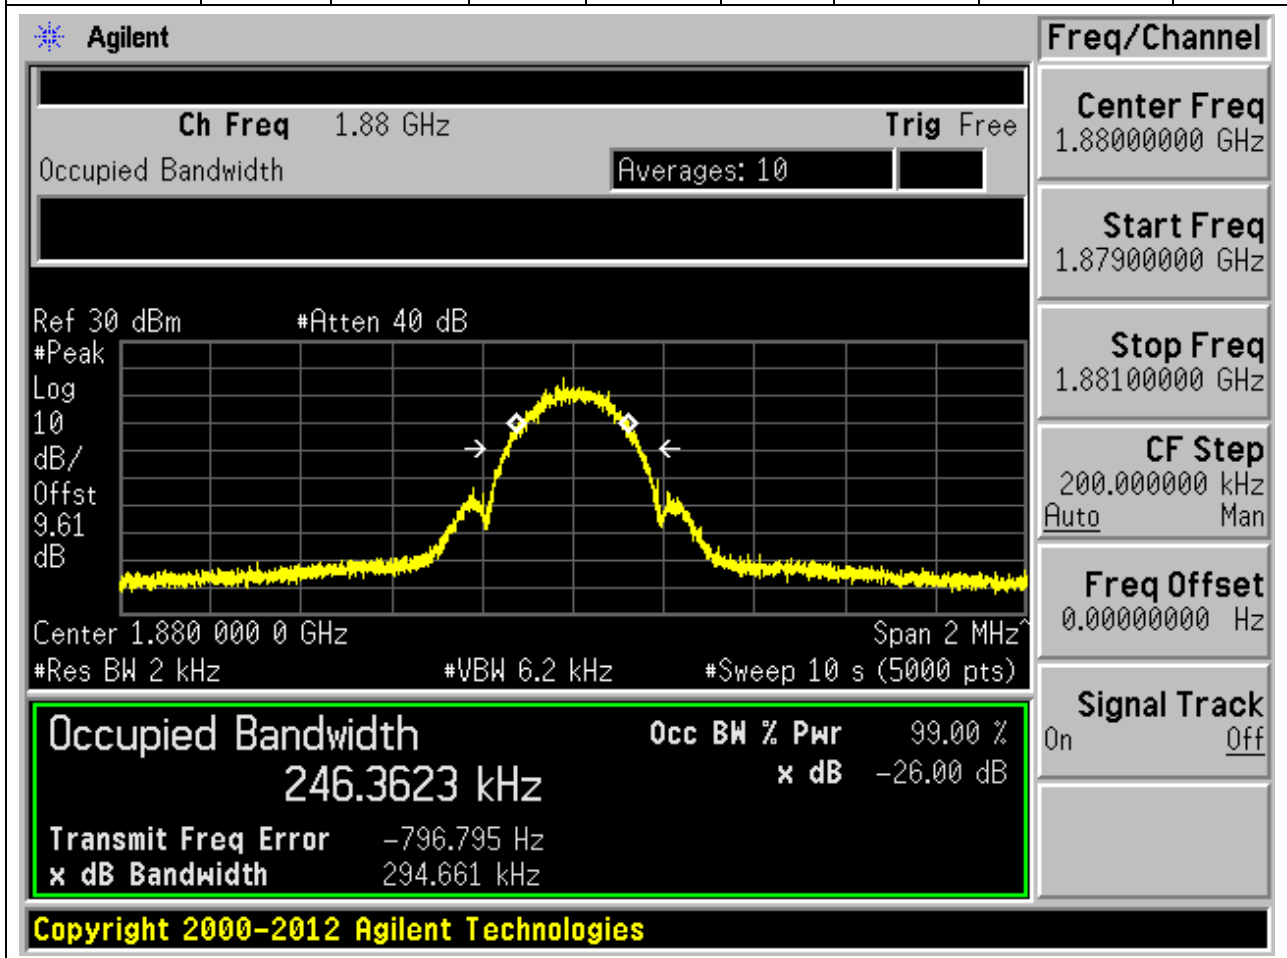 Agilent
Freq/Channel
Ch Freq 1.88 GHz Trig Free
Occupied Bandwidth Averages: 10
Center Freq
1.88000000 GHz
Start Freq
1.87900000 GHz
Stop Freq
1.88100000 GHz
CF Step
200.000000 kHz
Auto Man
Freq Offset
0.00000000 Hz
Signal Track
On Off
Ref 30 dBm #Atten 40 dB
#Peak
Log
10
dB/
Offst
9.61
dB
Center 1.880 000 0 GHz Span 2 MHz^
#Res BW 2 kHz #VBW 6.2 kHz #Sweep 10 s (5000 pts)
Occupied Bandwidth Occ BW % Pwr 99.00 %
246.3623 kHz x dB -26.00 dB
Transmit Freq Error -796.795 Hz
x dB Bandwidth 294.661 kHz
Copyright 2000-2012 Agilent Technologies